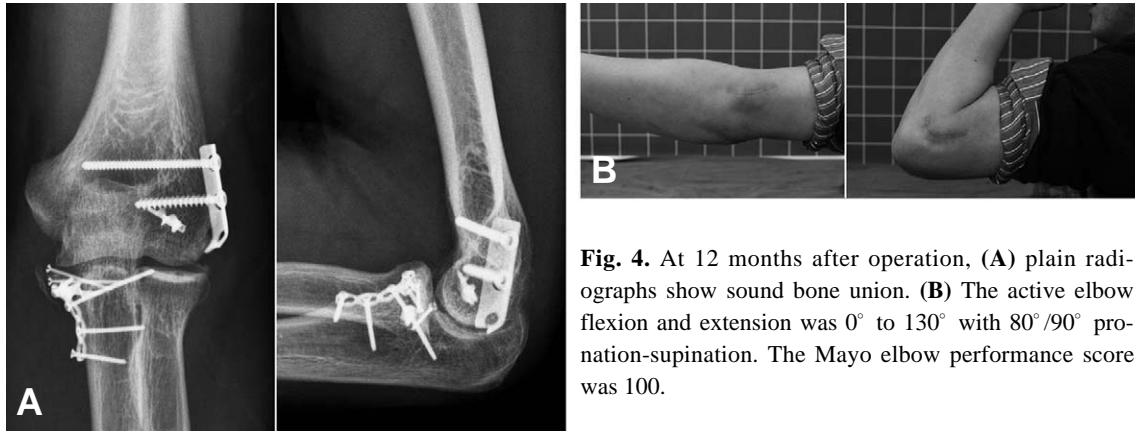 A
B
Fig. 4. At 12 months after operation, (A) plain radi-
ographs show sound bone union. (B) The active elbow
flexion and extension was 0° to 130° with 80°/90° pro-
nation-supination. The Mayo elbow performance score
was 100.